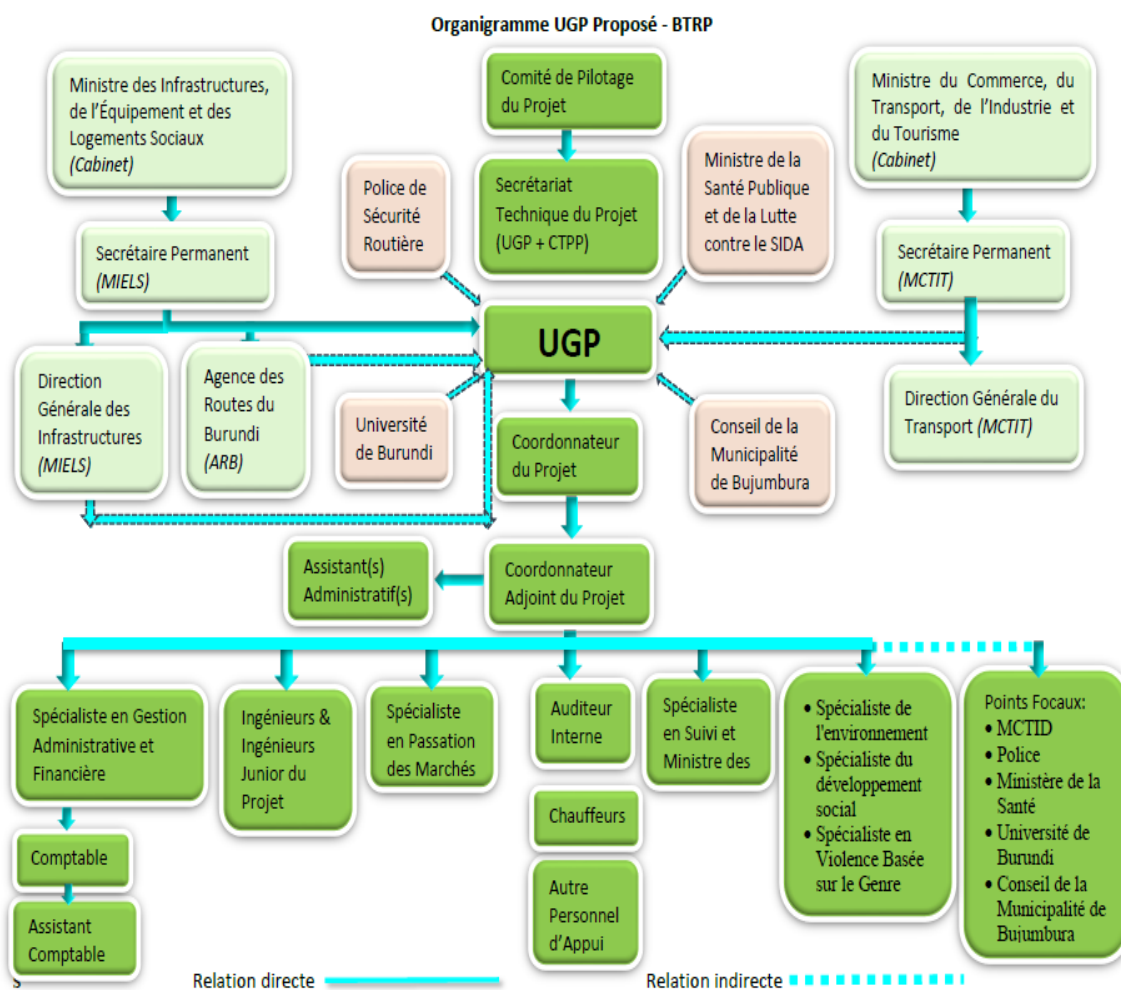 Organigramme UGP Proposé - BTRP
Ministre des Infrastructures,
de l'Équipement et des
Logements Sociaux
(Cabinet)
Comité de Pilotage
du Projet
Ministre du Commerce, du
Transport, de l'Industrie et
du Tourisme
(Cabinet)
Police de
Sécurité
Routière
Secrétariat
Technique du Projet
(UGP + CTPP)
Ministre de la
Santé Publique
et de la Lutte
contre le SIDA
Secrétaire Permanent
(MIELS)
Secrétaire Permanent
(MCTIT)
UGP
Direction
Générale des
Infrastructures
(MIELS)
Agence des
Routes du
Burundi
(ARB)
Université
de Burundi
Coordonnateur
du Projet
Conseil de la
Municipalité
de Bujumbura
Direction Générale du
Transport (MCTIT)
Assistant(s)
Administratif(s)
Coordonnateur
Adjoint du Projet
Spécialiste en Gestion
Administrative et
Financière
Ingénieurs &
Ingénieurs
Junior du
Projet
Spécialiste
en Passation
des Marchés
Auditeur
Interne
Spécialiste
en Suivi et
Ministre des
• Spécialiste de
l'environnement
• Spécialiste du
développement
social
• Spécialiste en
Violence Basée
sur le Genre
Points Focaux:
• MCTID
• Police
• Ministère de la
Santé
• Université de
Burundi
• Conseil de la
Municipalité de
Bujumbura
Chauffeurs
Comptable
Autre
Personnel
d'Appui
Assistant
Comptable
s
Relation directe
Relation indirecte